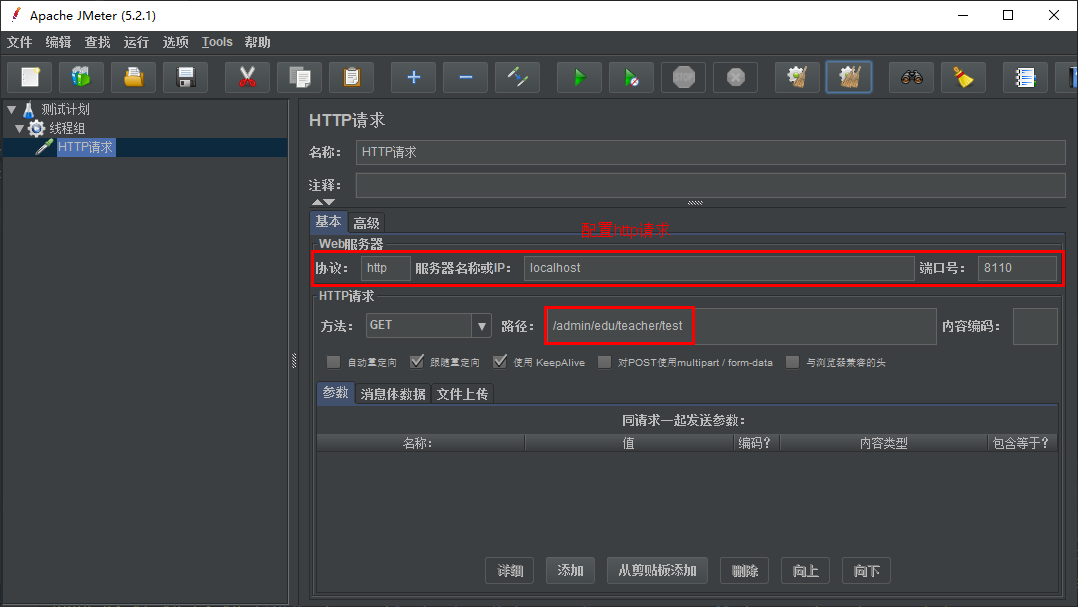 Apache JMeter (5.2.1)
文件 编辑 查找 运行 选项 Tools 帮助
STOP
测试计划
线程组
HTTP请求
HTTP请求
名称： HTTP请求
注释：
基本 高级
配置http请求
Web服务器
协议： http 服务器名称或IP： localhost 端口号： 8110
HTTP请求
方法： GET 路径： /admin/edu/teacher/test 内容编码：
自动重定向 跟随重定向 使用 KeepAlive 对POST使用multipart / form-data 与浏览器兼容的头
参数 消息体数据 文件上传
同请求一起发送参数：
名称： 值 编码？ 内容类型 包含等于？
详细 添加 从剪贴板添加 删除 向上 向下